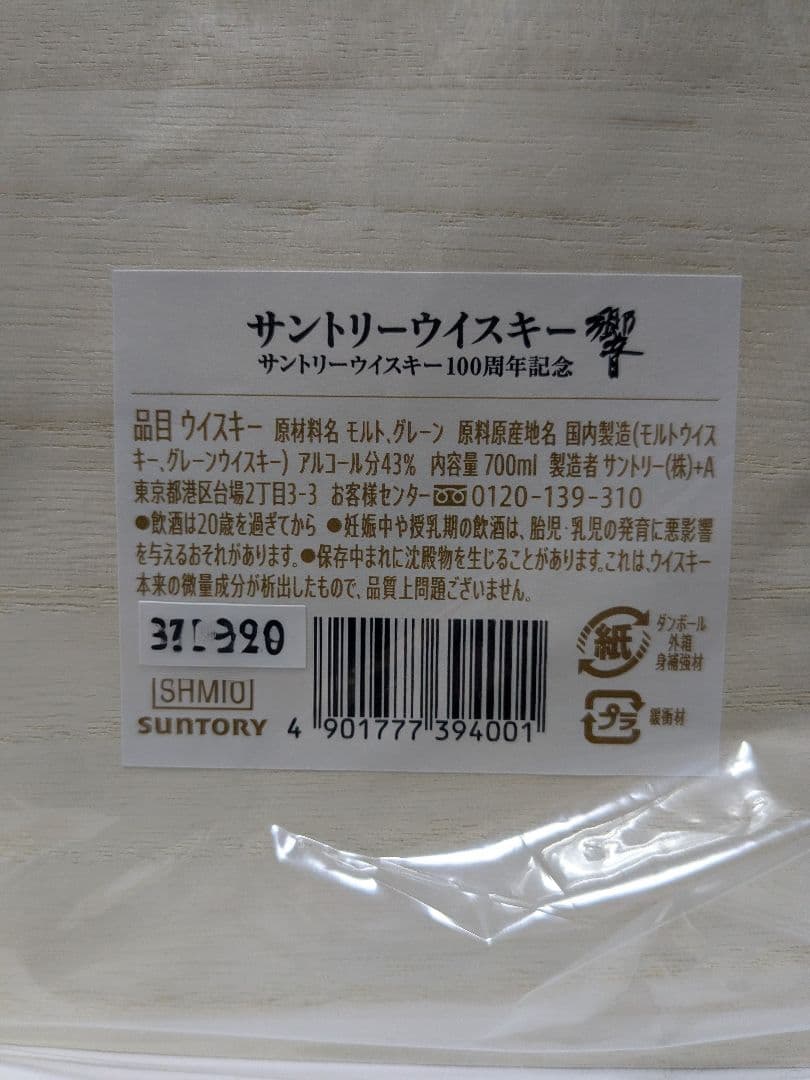 サントリーウイスキー 響
サントリーウイスキー100周年記念
品目 ウイスキー 原材料名 モルト、グレーン 原料原産地名 国内製造(モルトウイス
キー、グレーンウイスキー) アルコール分43% 内容量 700ml 製造者 サントリー(株)+A
東京都港区台場2丁目3-3 お客様センター 0120-139-310
●飲酒は20歳を過ぎてから ●妊娠中や授乳期の飲酒は、胎児・乳児の発育に悪影響
を与えるおそれがあります。●保存中まれに沈殿物を生じることがあります。これは、ウイスキー
本来の微量成分が析出したもので、品質上問題ございません。
SHM10
SUNTORY
4 901777 394001
紙
ダンボール
外箱
身補強材
プラ
緩衝材